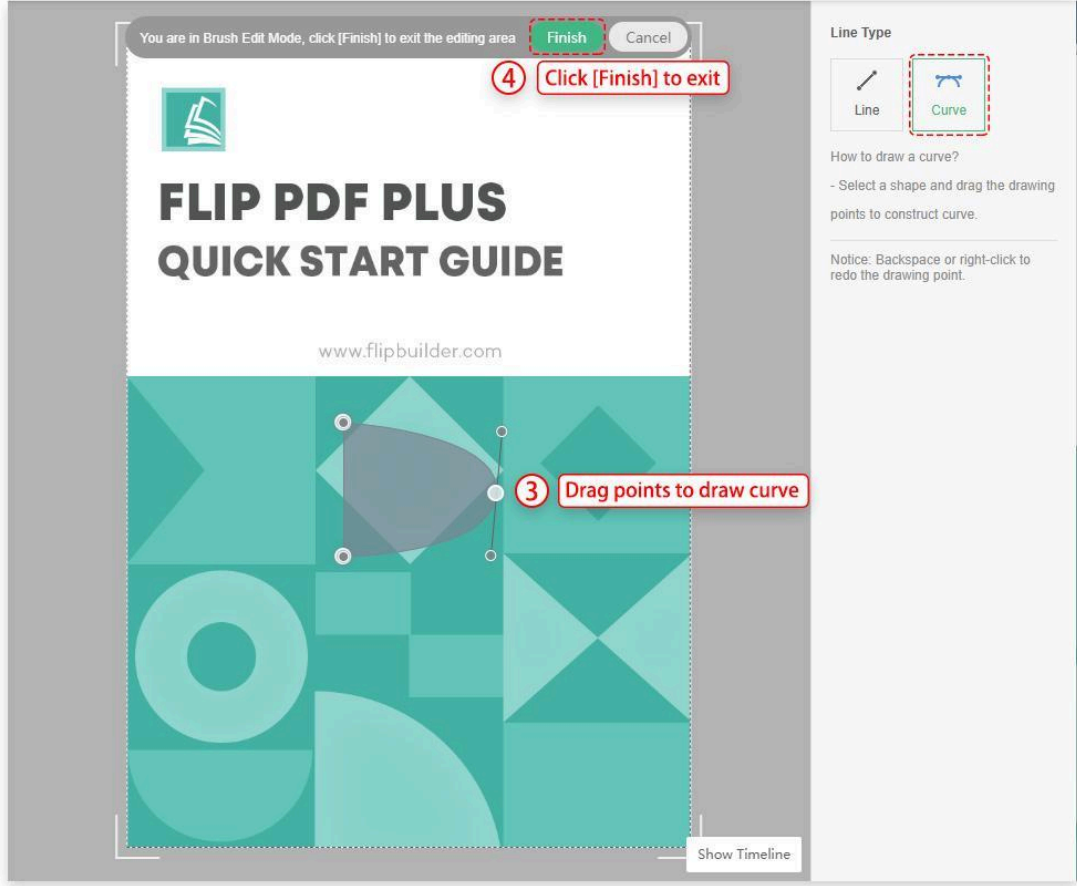 You are in Brush Edit Mode, click [Finish] to exit the editing area
Finish
Cancel
4
Click [Finish] to exit
FLIP PDF PLUS
QUICK START GUIDE
www.flipbuilder.com
3
Drag points to draw curve
Show Timeline
Line Type
Line
Curve
How to draw a curve?
- Select a shape and drag the drawing
points to construct curve.
Notice: Backspace or right-click to
redo the drawing point.